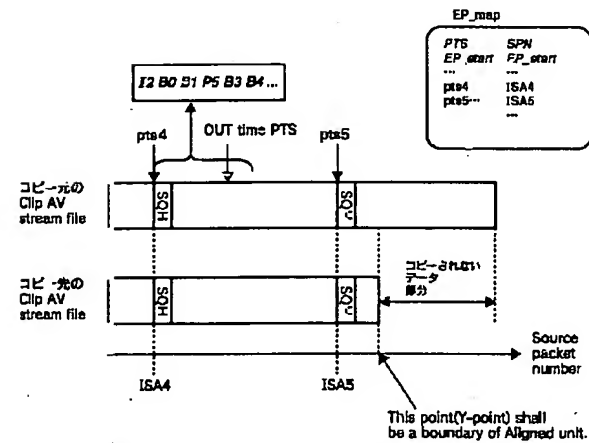 EP_map
PTS SPN
EP_start EP_start
... ...
pts4 ISA4
pts5... ISA5
...
I2 B0 B1 P5 B3 B4 ...
pts4
OUT time PTS
pts5
コピー元の
Clip AV
stream file
SQH
コピー先の
Clip AV
stream file
SQH
コピーされない
データ
部分
Source
packet
number
ISA4
ISA5
This point(Y-point) shall
be a boundary of Aligned unit.